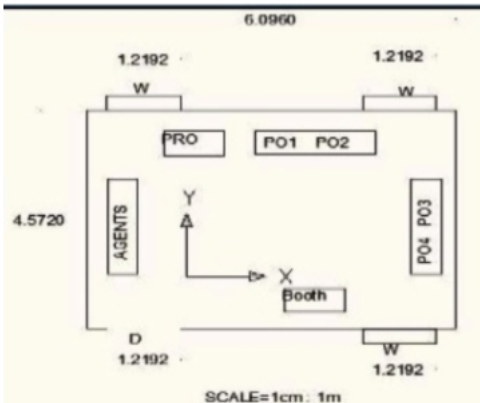 6.0960
1.2192 1.2192
W W
PRO PO1 PO2
4.5720
AGENTS
Y
PO4 PO3
X
Booth
D
1.2192
W
1.2192
SCALE=1cm: 1m